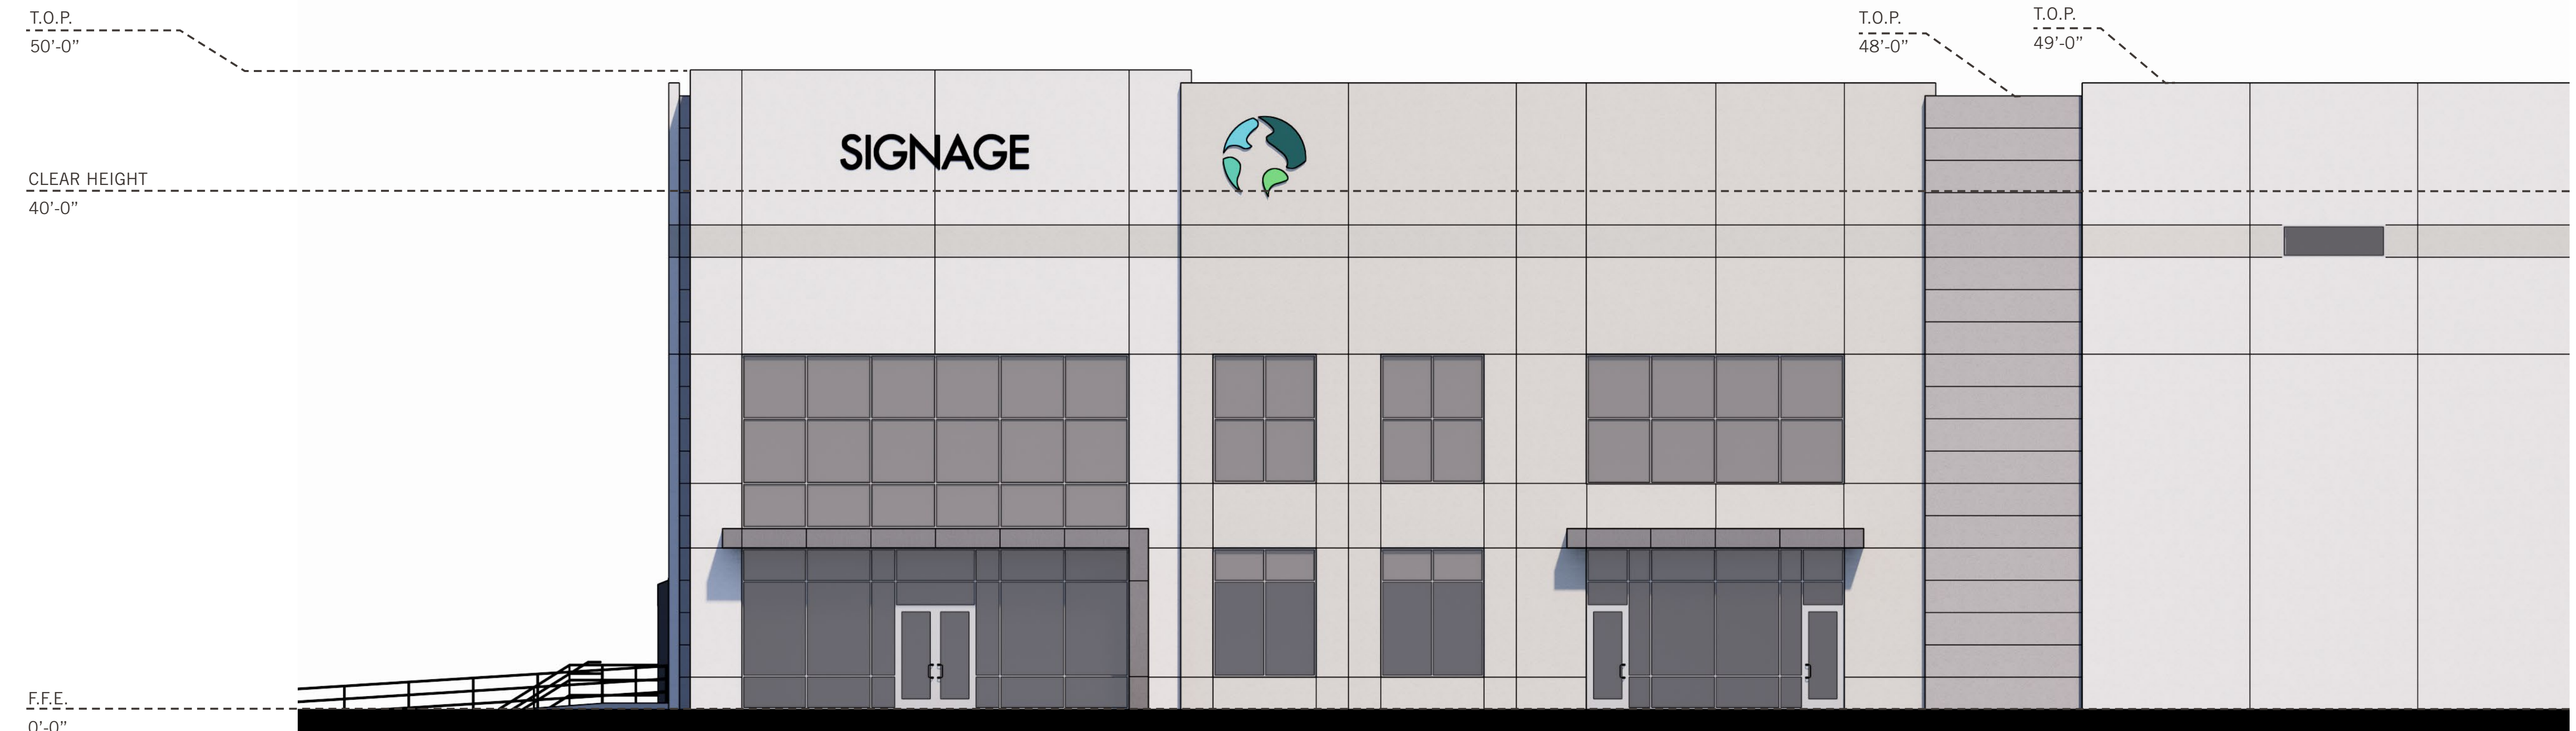 T.O.P.
50'-0"
T.O.P.
48'-0"
T.O.P.
49'-0"
SIGNAGE
CLEAR HEIGHT
40'-0"
F.F.E.
0'-0"